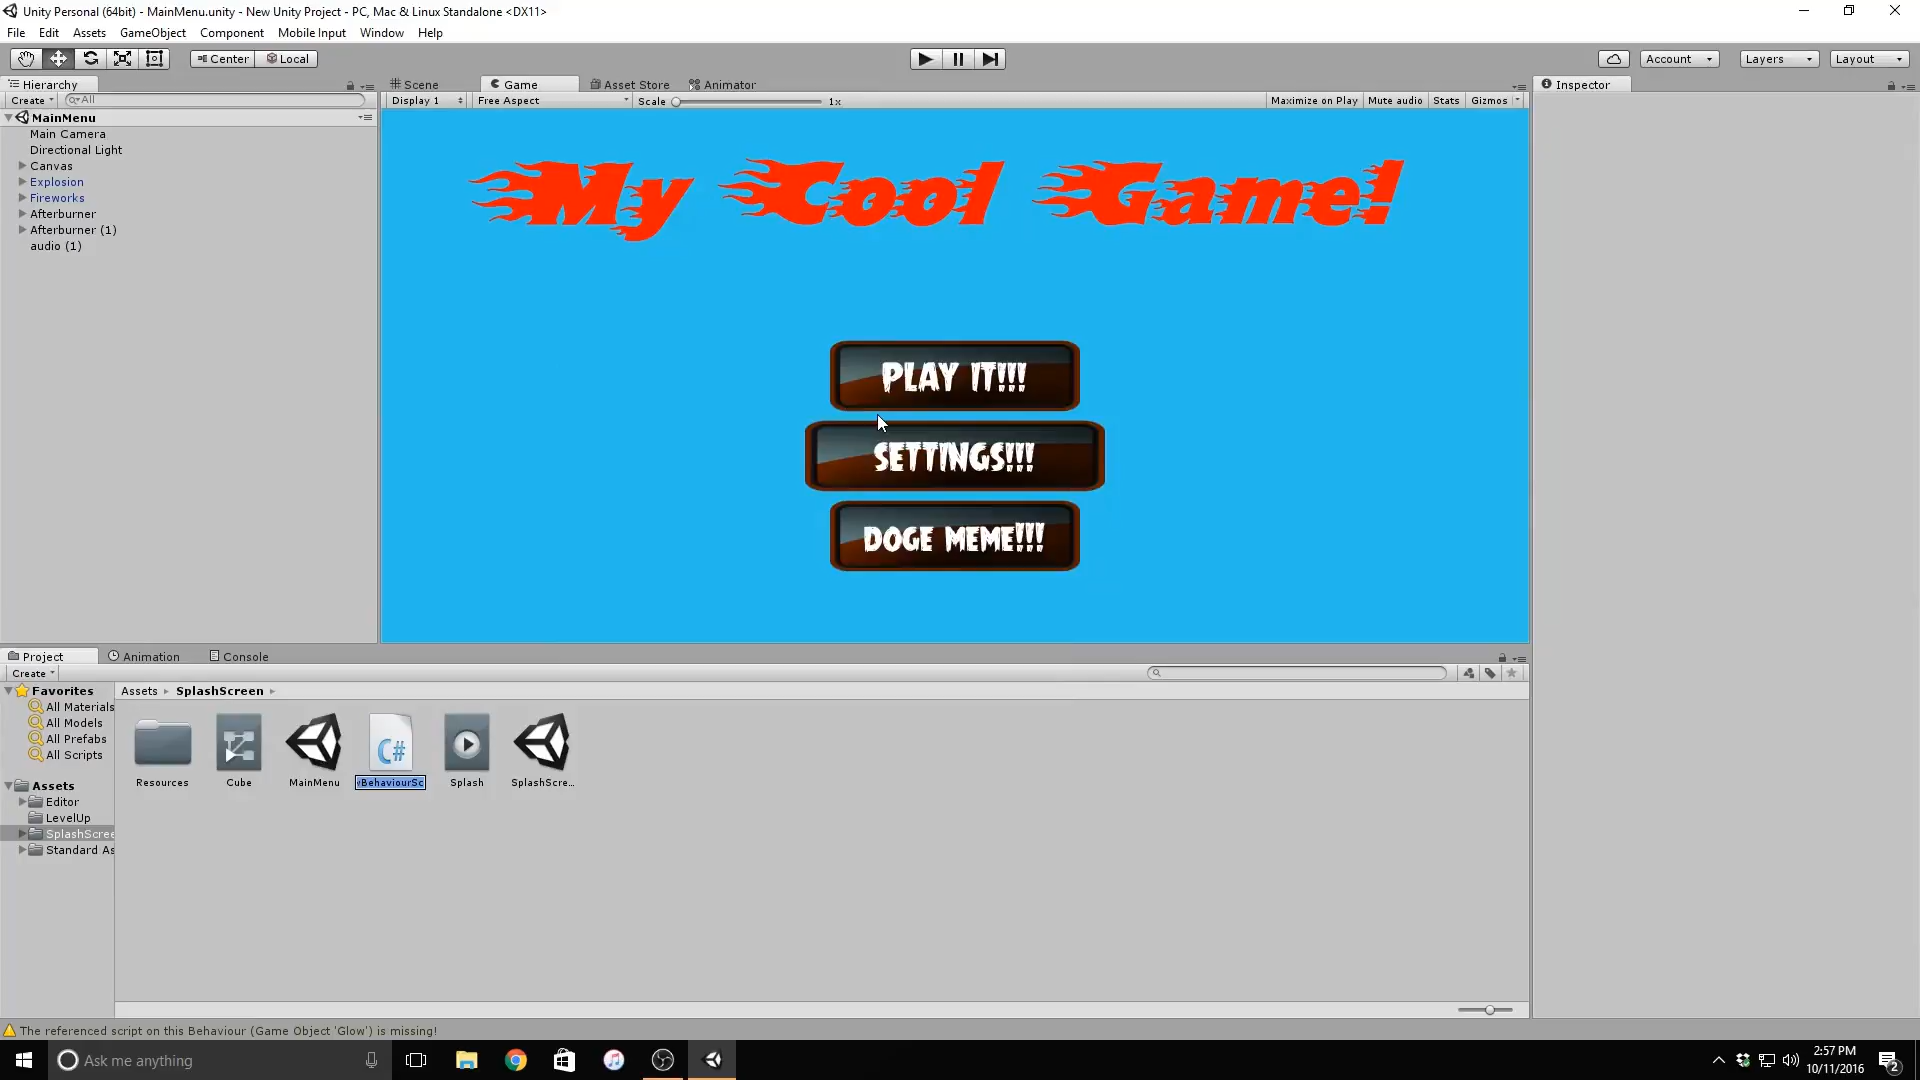 Unity Personal (64bit) - MainMenu.unity - New Unity Project - PC, Mac & Linux Standalone <DX11>
File Edit Assets GameObject Component Mobile Input Window Help
Center Local Account Layers Layout
Hierarchy Scene Game Asset Store Animator Inspector
Create All Display 1 Free Aspect Scale 1x Maximize on Play Mute audio Stats Gizmos
MainMenu
Main Camera
Directional Light
Canvas
Explosion
Fireworks
Afterburner
Afterburner (1)
audio (1)
My Cool Game!
PLAY IT!!!
SETTINGS!!!
DOGE MEME!!!
Project Animation Console
Create
Favorites
All Materials
All Models
All Prefabs
All Scripts
Assets
Editor
LevelUp
SplashScree
Standard As
Assets SplashScreen
C#
Resources Cube MainMenu BehaviourSc Splash SplashScre...
The referenced script on this Behaviour (Game Object 'Glow') is missing!
Ask me anything
2:57 PM
10/11/2016
2